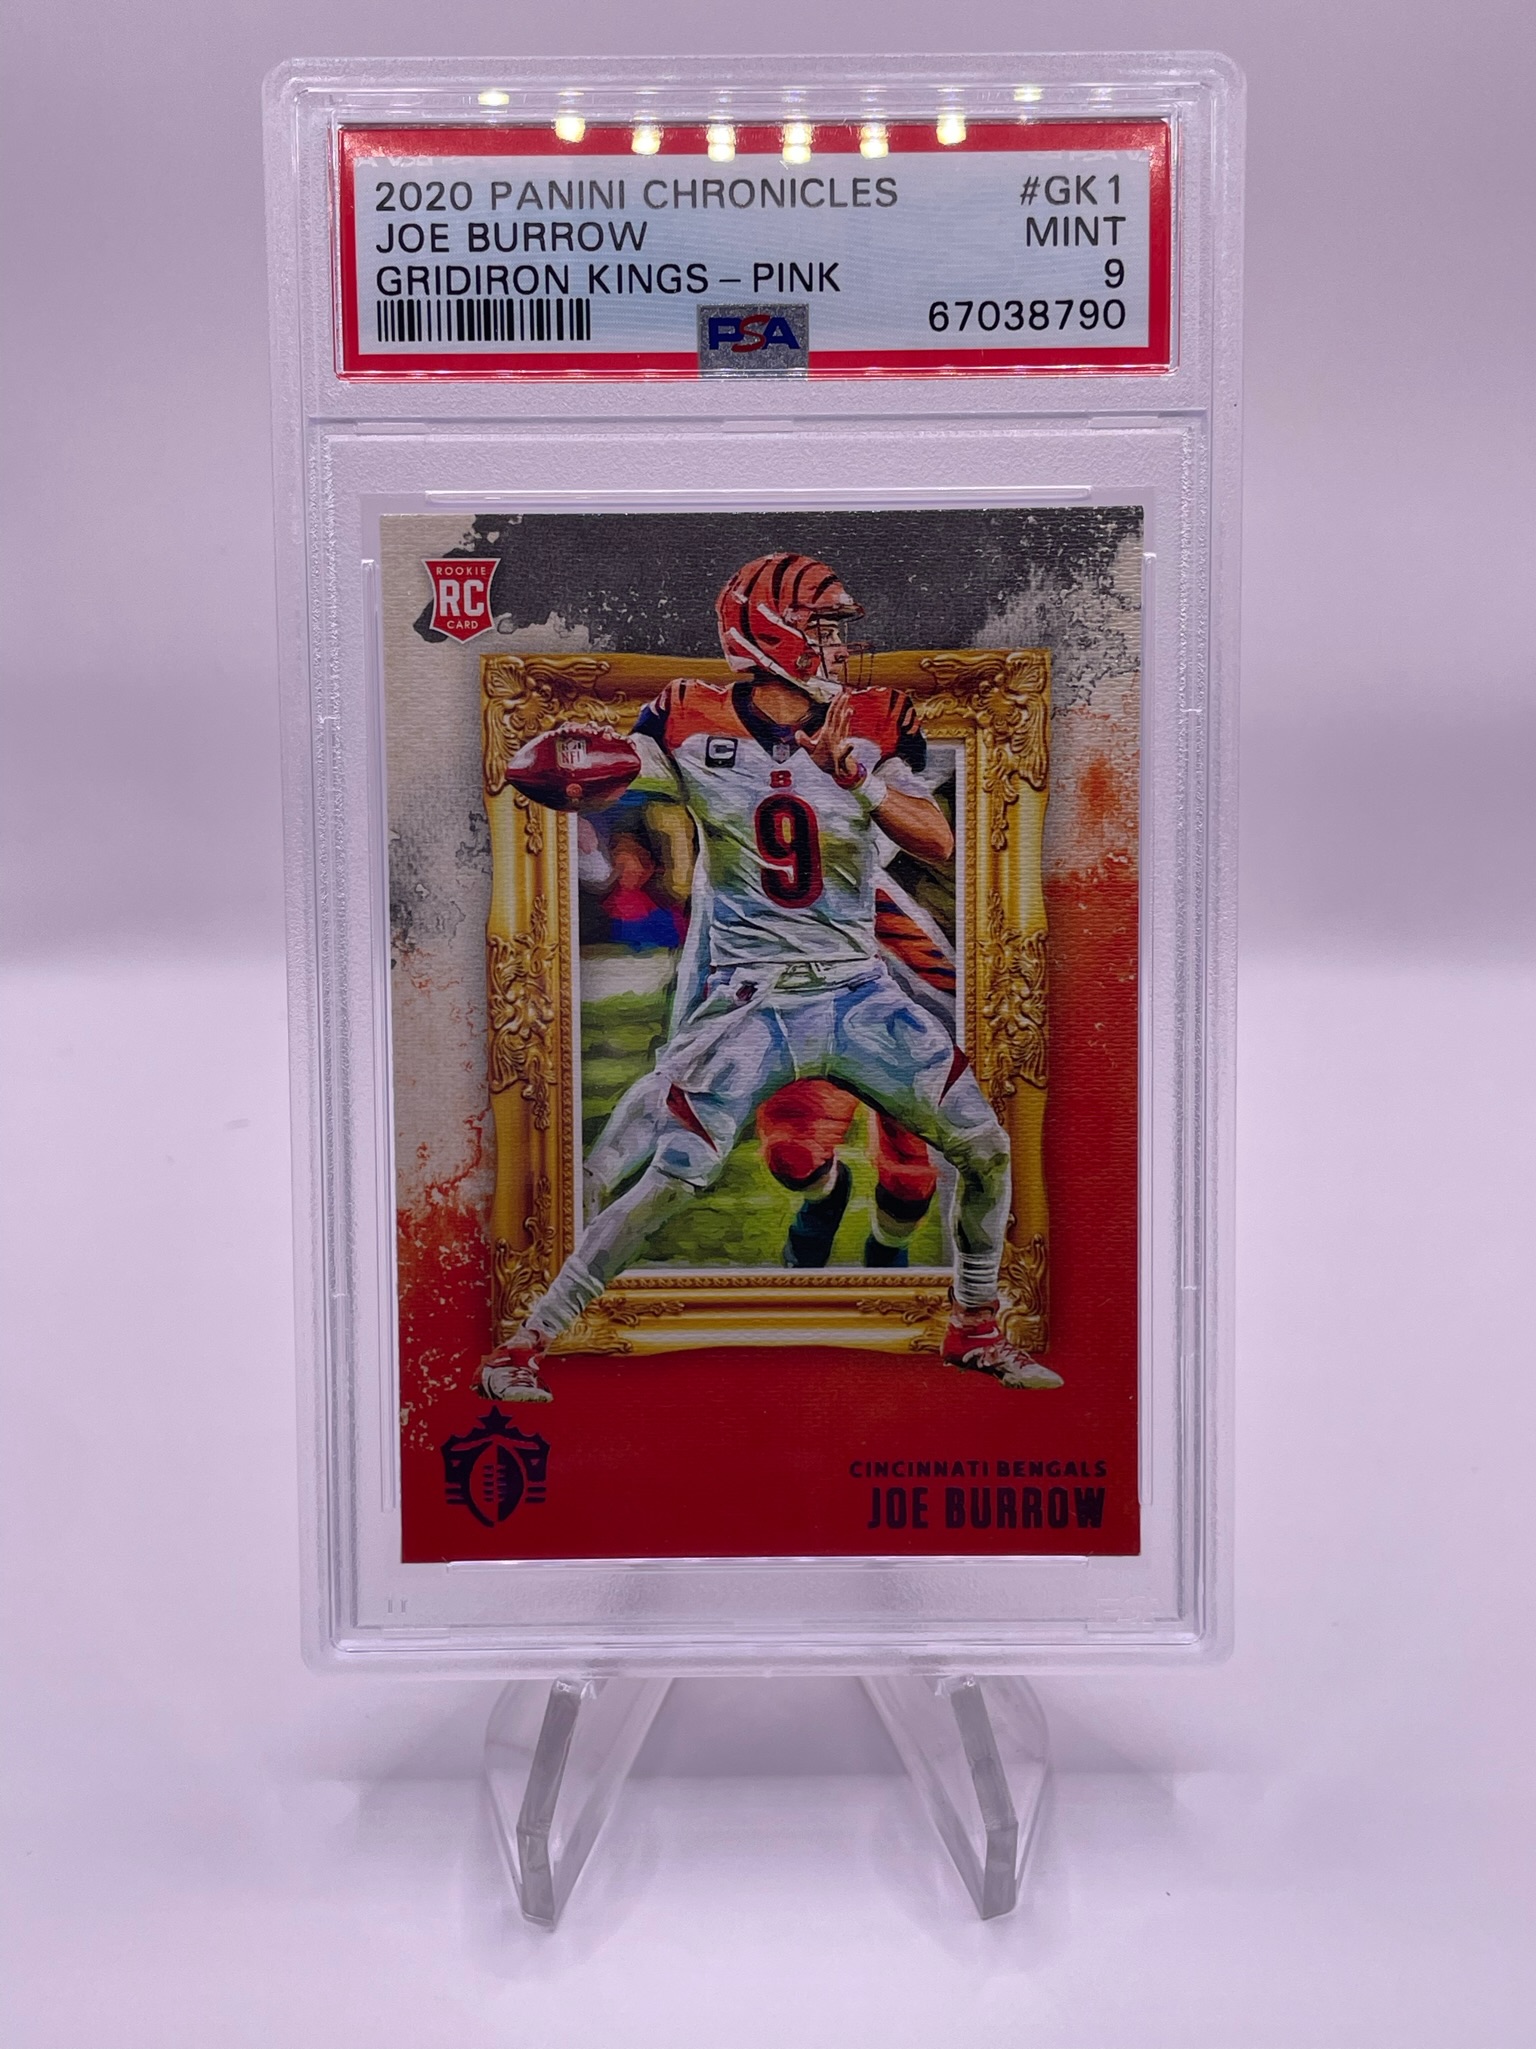 2020 PANINI CHRONICLES #GK1
JOE BURROW MINT
GRIDIRON KINGS – PINK 9
67038790
PSA
ROOKIE
RC
CARD
NFL
C
B
9
CINCINNATI BENGALS
JOE BURROW